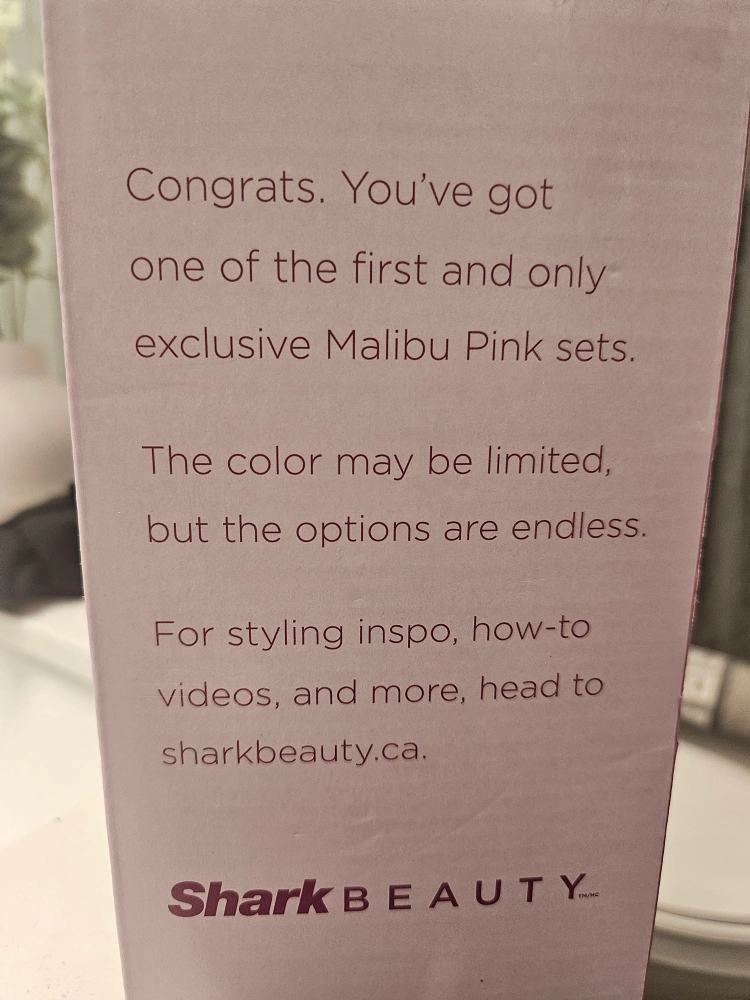 Congrats. You've got
one of the first and only
exclusive Malibu Pink sets.
The color may be limited,
but the options are endless.
For styling inspo, how-to
videos, and more, head to
sharkbeauty.ca.
Shark BEAUTY TM/MC